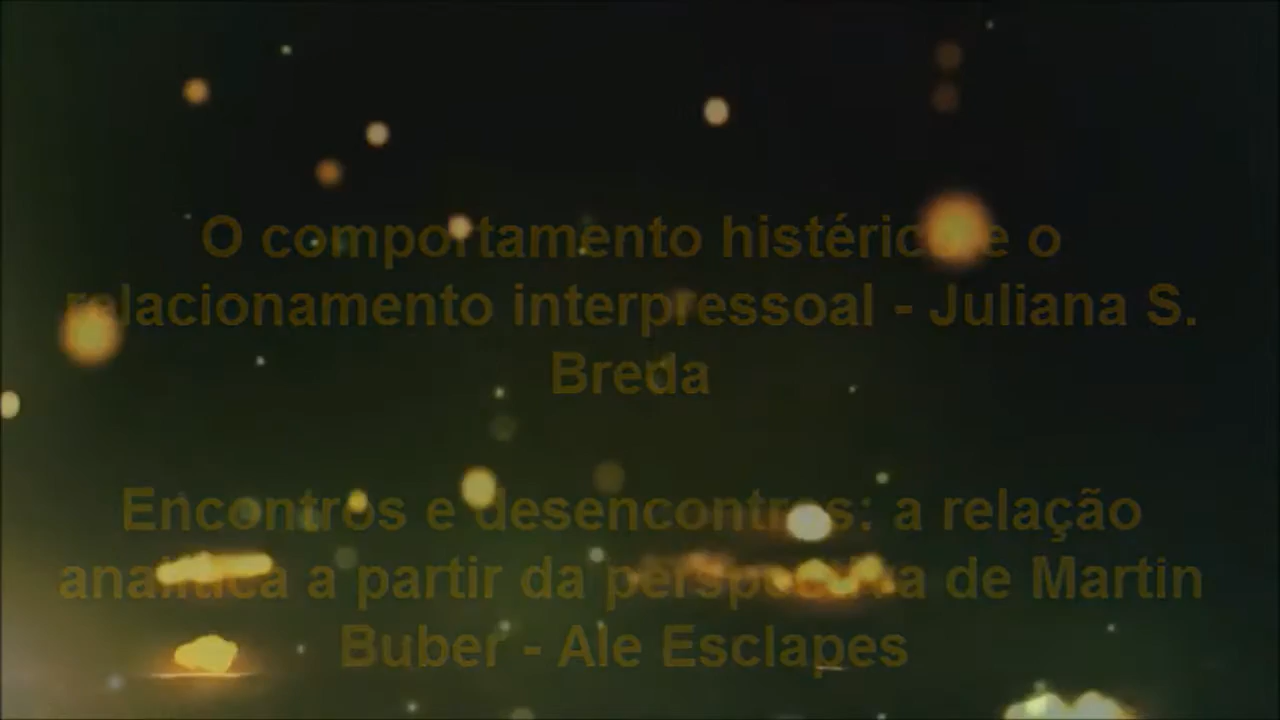 O comportamento histérico e o
relacionamento interpressoal - Juliana S.
Breda
Encontros e desencontros: a relação
analítica a partir da perspectiva de Martin
Buber - Ale Esclapes